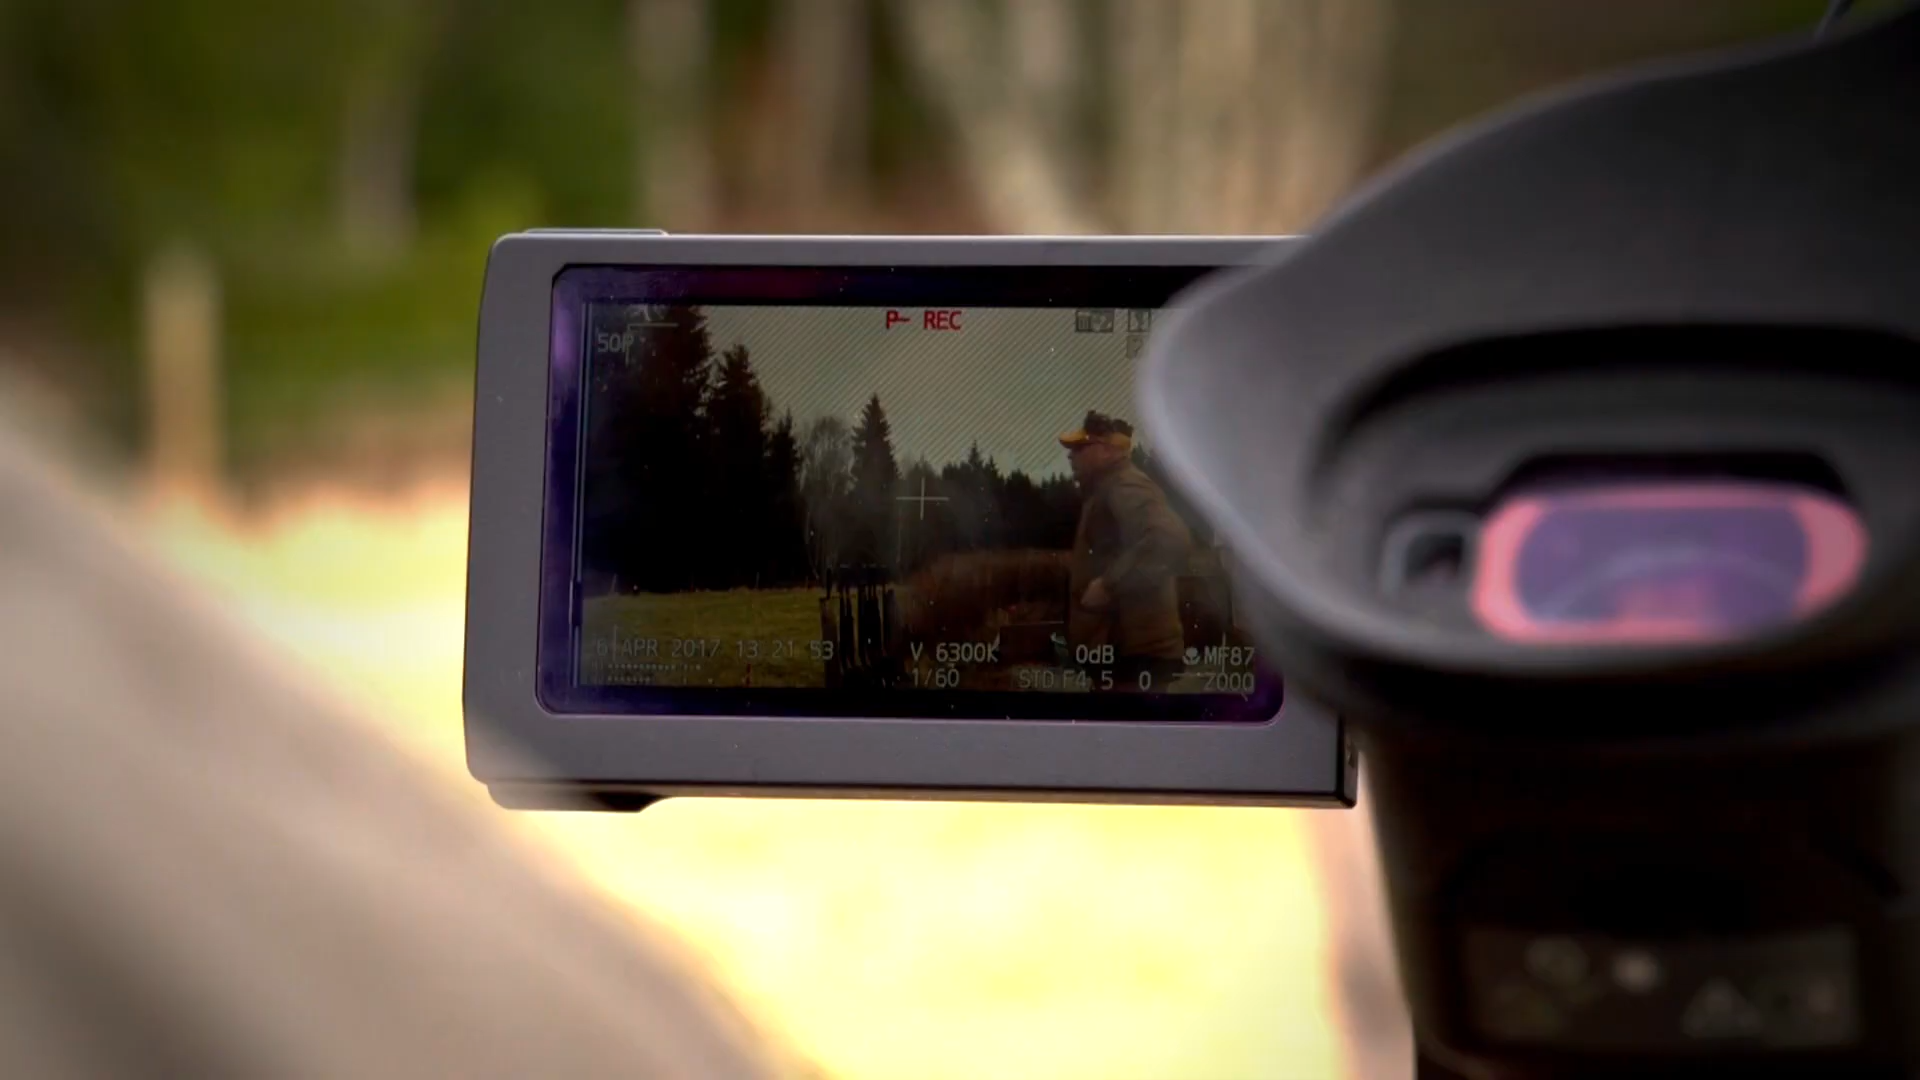 P- REC
50P
6 APR 2017 13 21 53
V 6300K
0dB
MF87
1/60
STD F4 5
0
Z000